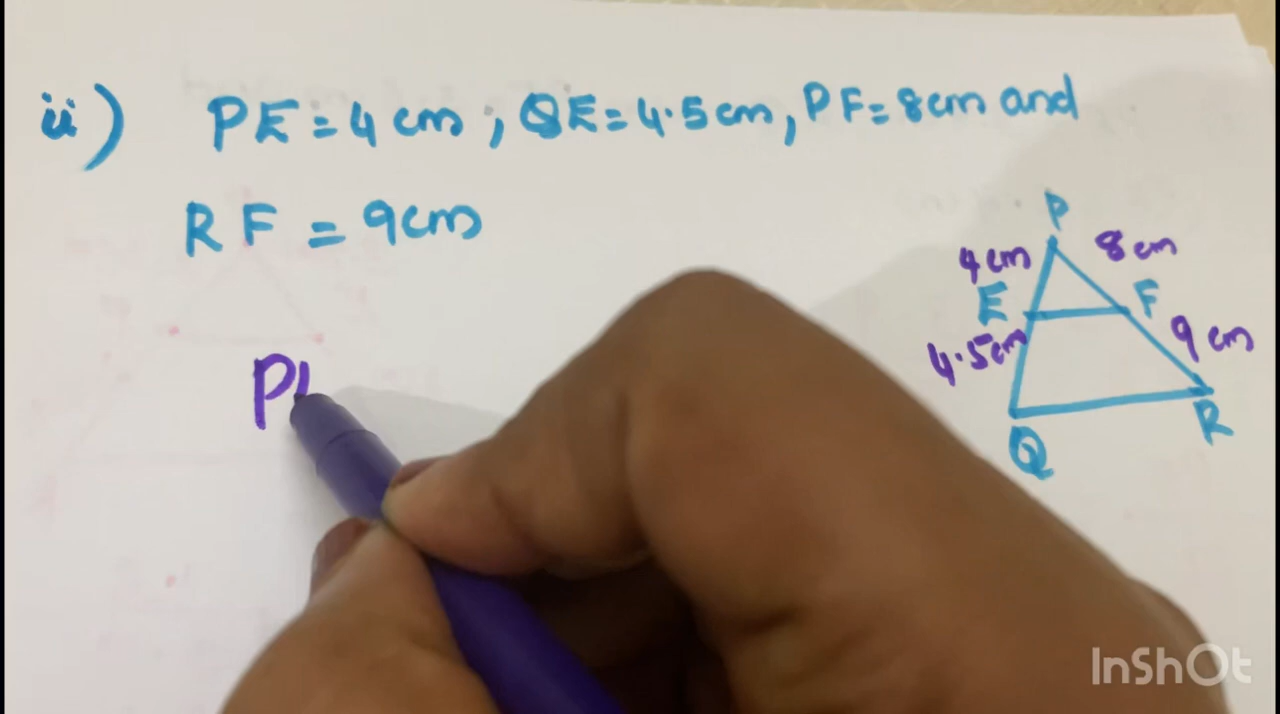 ii) PE = 4 cm, QE = 4.5 cm, PF = 8 cm and
RF = 9 cm
P
4 cm 8 cm
E F
4.5 cm 9 cm
Q R
P
InShOt